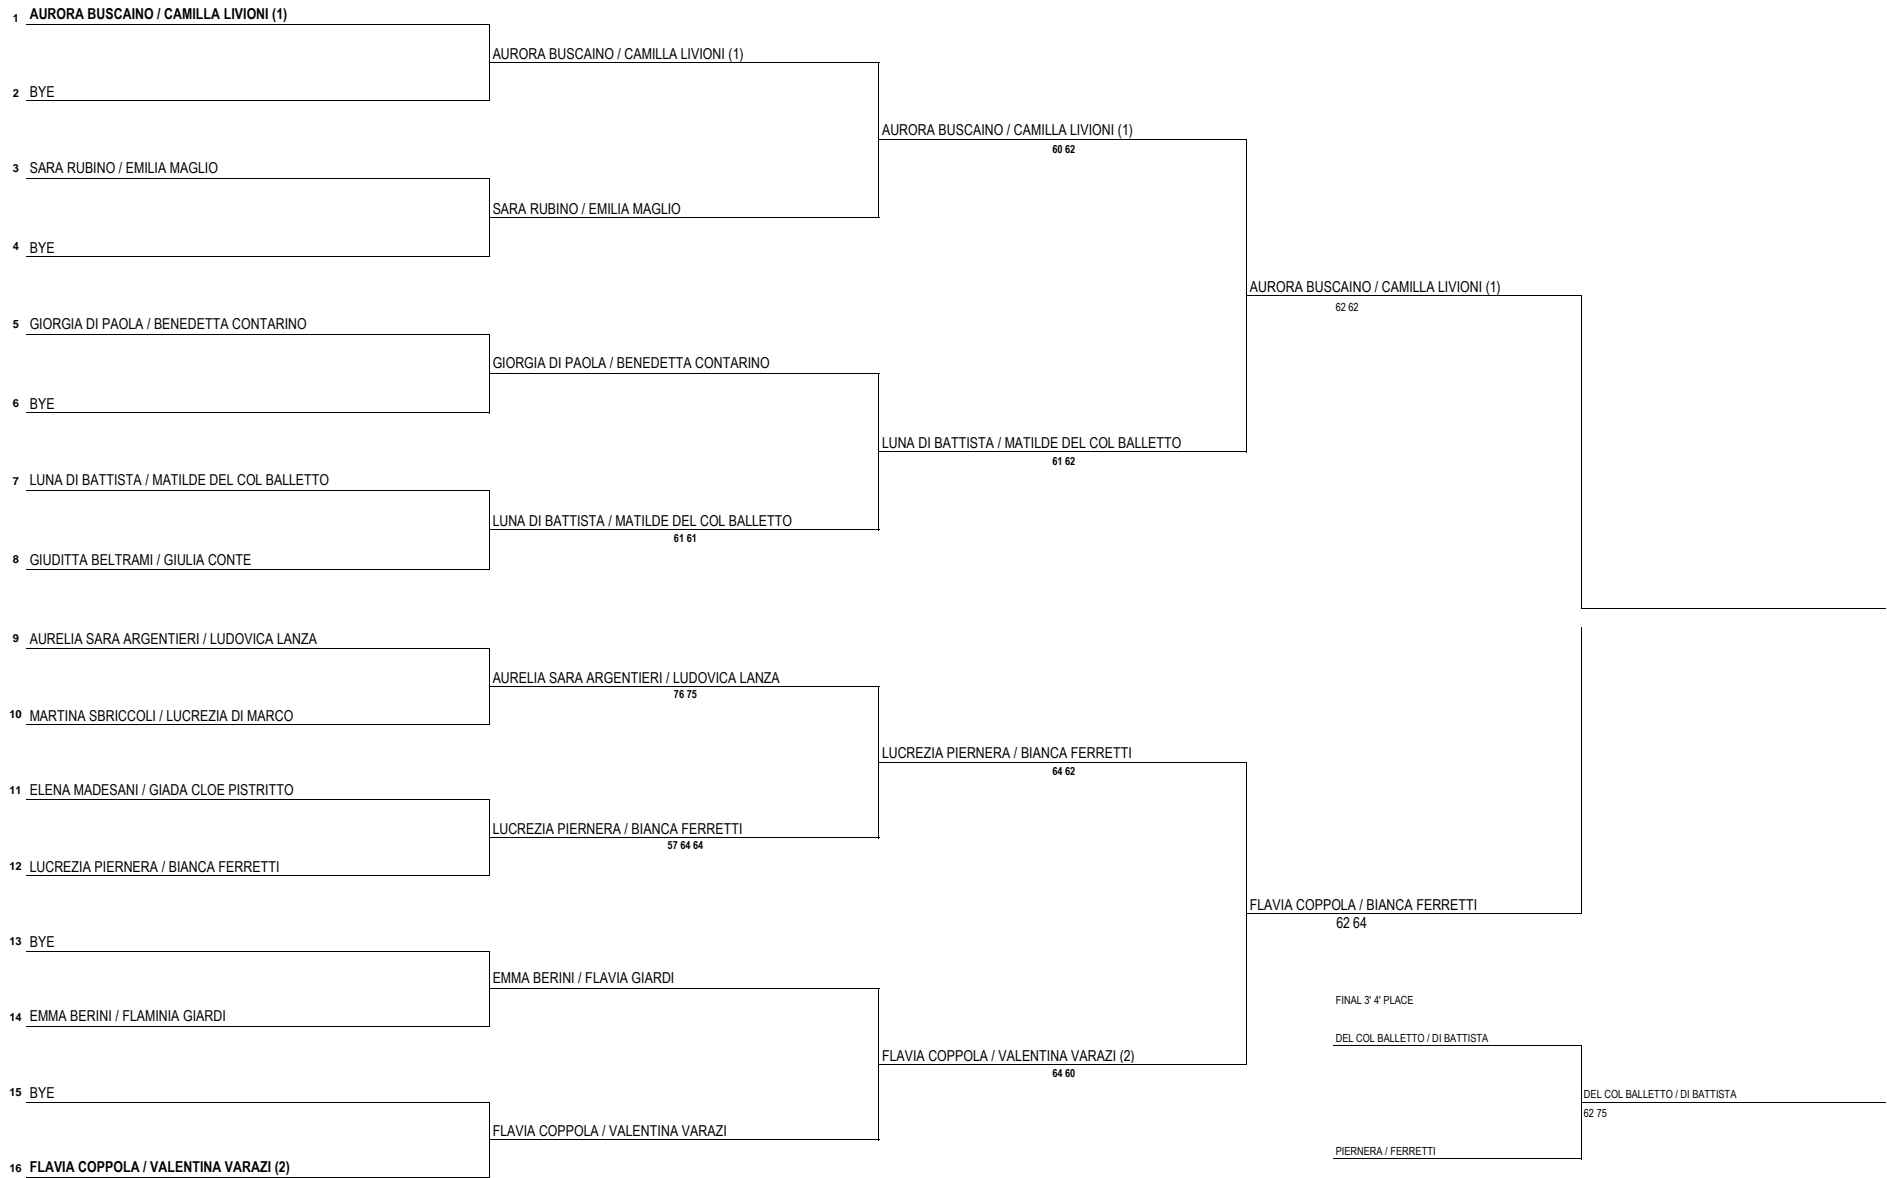 1 AURORA BUSCAINO / CAMILLA LIVIONI (1)
AURORA BUSCAINO / CAMILLA LIVIONI (1)
2 BYE
AURORA BUSCAINO / CAMILLA LIVIONI (1)
60 62
3 SARA RUBINO / EMILIA MAGLIO
SARA RUBINO / EMILIA MAGLIO
4 BYE
AURORA BUSCAINO / CAMILLA LIVIONI (1)
62 62
5 GIORGIA DI PAOLA / BENEDETTA CONTARINO
GIORGIA DI PAOLA / BENEDETTA CONTARINO
6 BYE
LUNA DI BATTISTA / MATILDE DEL COL BALLETTO
61 62
7 LUNA DI BATTISTA / MATILDE DEL COL BALLETTO
LUNA DI BATTISTA / MATILDE DEL COL BALLETTO
61 61
8 GIUDITTA BELTRAMI / GIULIA CONTE
9 AURELIA SARA ARGENTIERI / LUDOVICA LANZA
AURELIA SARA ARGENTIERI / LUDOVICA LANZA
76 75
10 MARTINA SBRICCOLI / LUCREZIA DI MARCO
LUCREZIA PIERNERA / BIANCA FERRETTI
64 62
11 ELENA MADESANI / GIADA CLOE PISTRITTO
LUCREZIA PIERNERA / BIANCA FERRETTI
57 64 64
12 LUCREZIA PIERNERA / BIANCA FERRETTI
FLAVIA COPPOLA / BIANCA FERRETTI
62 64
13 BYE
EMMA BERINI / FLAVIA GIARDI
FINAL 3' 4' PLACE
14 EMMA BERINI / FLAMINIA GIARDI
DEL COL BALLETTO / DI BATTISTA
FLAVIA COPPOLA / VALENTINA VARAZI (2)
64 60
15 BYE
DEL COL BALLETTO / DI BATTISTA
62 75
FLAVIA COPPOLA / VALENTINA VARAZI
PIERNERA / FERRETTI
16 FLAVIA COPPOLA / VALENTINA VARAZI (2)